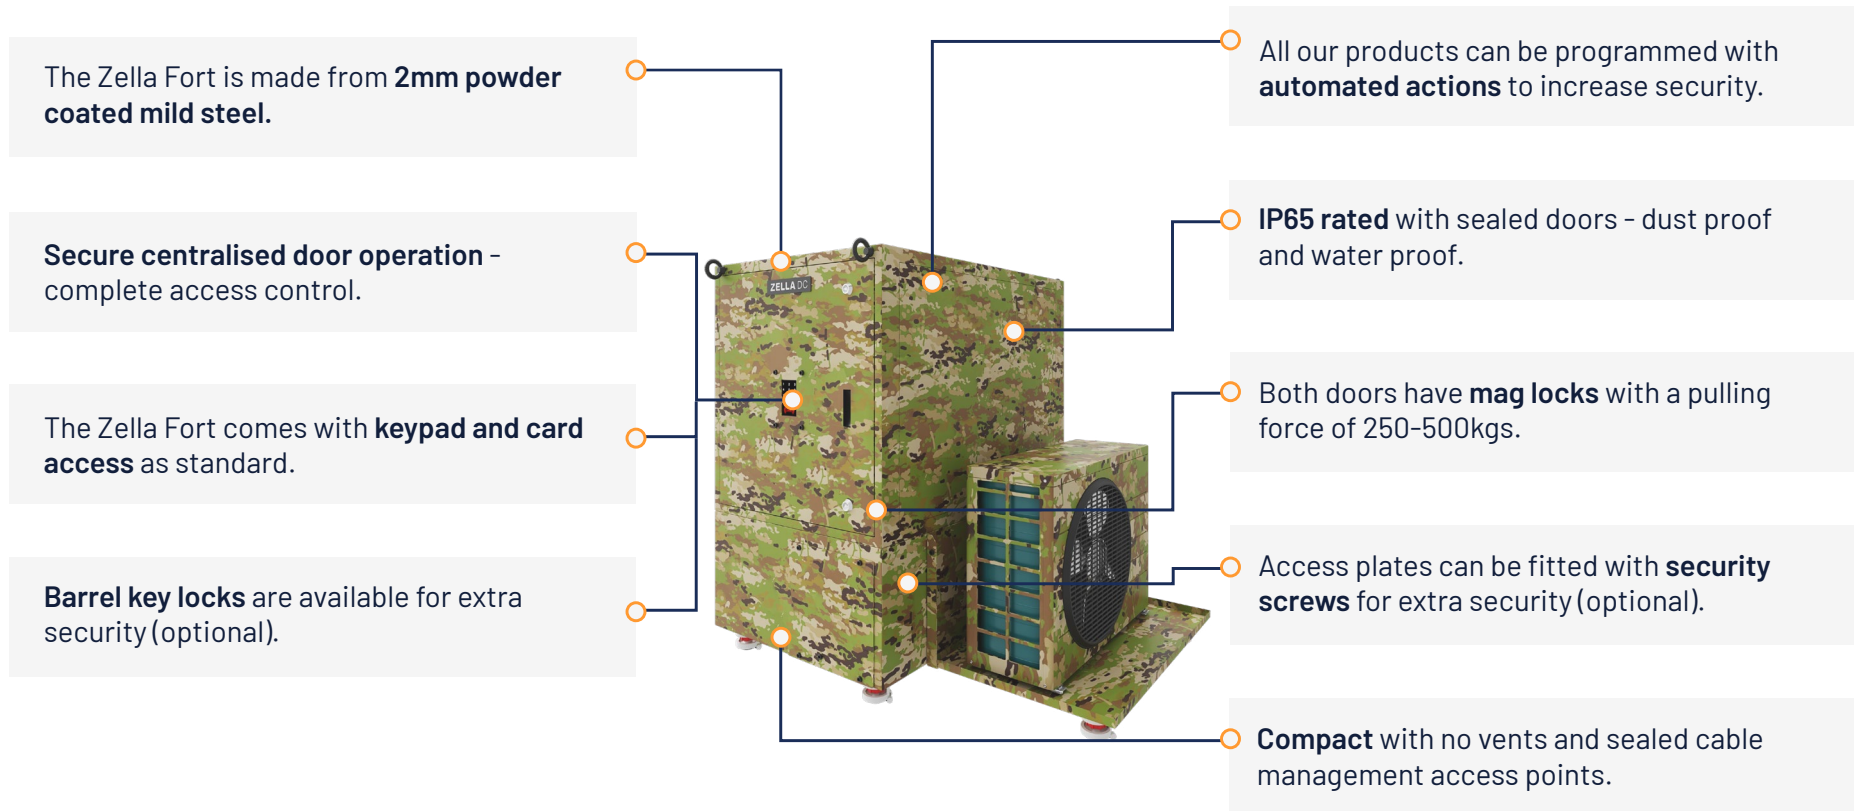 The Zella Fort is made from 2mm powder
coated mild steel.
Secure centralised door operation -
complete access control.
The Zella Fort comes with keypad and card
access as standard.
Barrel key locks are available for extra
security (optional).
ZELLA DC
All our products can be programmed with
automated actions to increase security.
IP65 rated with sealed doors - dust proof
and water proof.
Both doors have mag locks with a pulling
force of 250-500kgs.
Access plates can be fitted with security
screws for extra security (optional).
Compact with no vents and sealed cable
management access points.